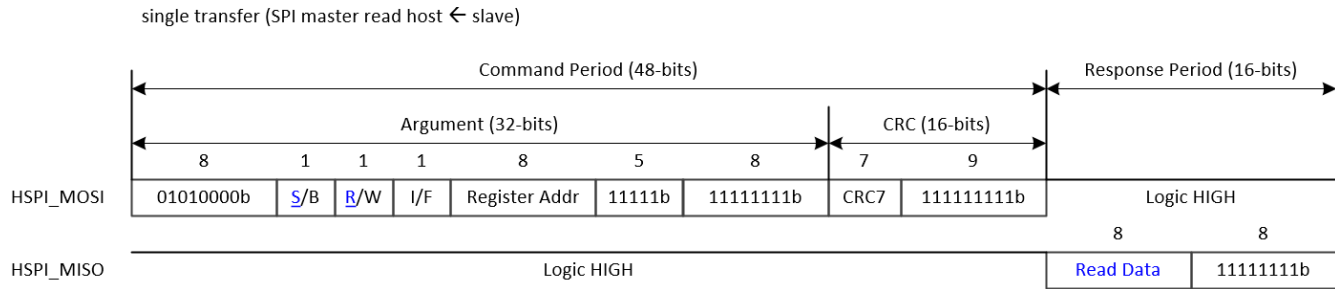 single transfer (SPI master read host ← slave)
Command Period (48-bits) Response Period (16-bits)
Argument (32-bits) CRC (16-bits)
8 1 1 1 8 5 8 7 9
HSPI_MOSI 01010000b S/B R/W I/F Register Addr 11111b 11111111b CRC7 111111111b Logic HIGH
8 8
HSPI_MISO Logic HIGH Read Data 11111111b